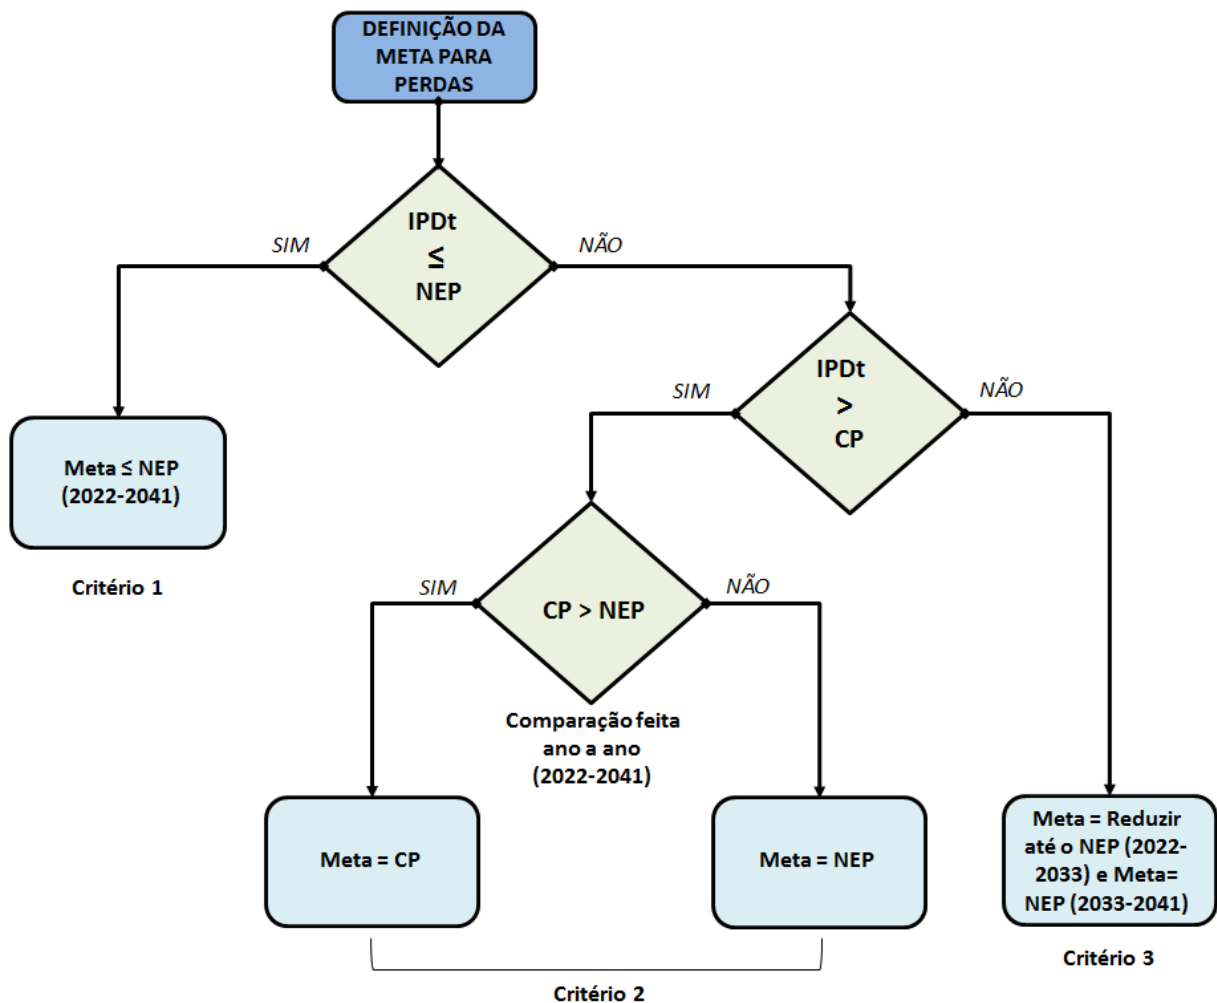 DEFINIÇÃO DA
META PARA
PERDAS
IPDt
≤
NEP
SIM
NÃO
Meta ≤ NEP
(2022-2041)
Critério 1
IPDt
>
CP
SIM
NÃO
CP > NEP
SIM
NÃO
Comparação feita
ano a ano
(2022-2041)
Meta = CP
Meta = NEP
Critério 2
Meta = Reduzir
até o NEP (2022-
2033) e Meta=
NEP (2033-2041)
Critério 3